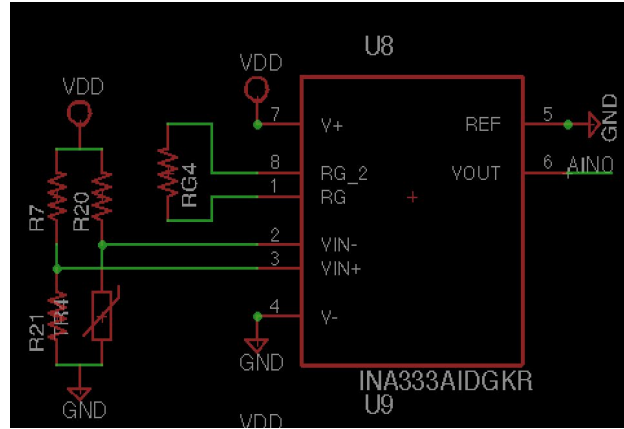 U8
VDD
VDD
7
V+
REF
5
GND
RG4
8
RG_2
VOUT
6
AIN0
1
RG
R7
R20
2
VIN-
3
VIN+
R21
TR4
4
V-
GND
GND
INA333AIDGKR
U9
VDD